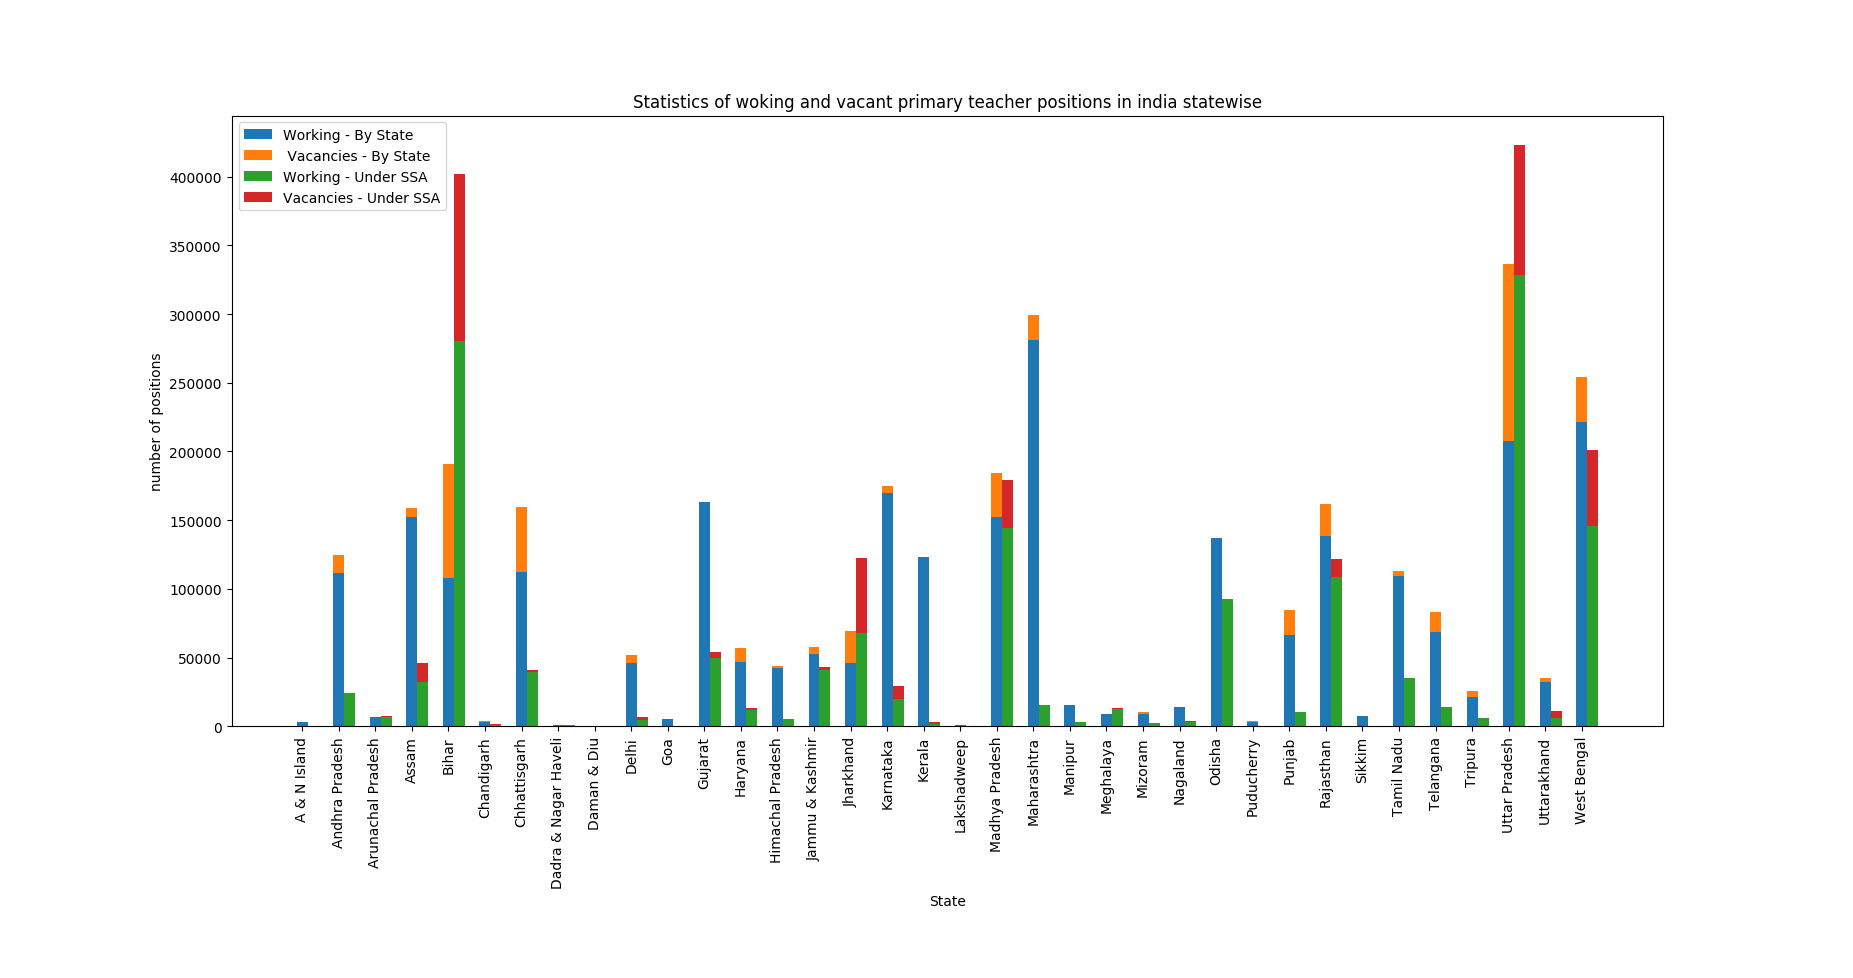 Statistics of woking and vacant primary teacher positions in india statewise
Working - By State
Vacancies - By State
Working - Under SSA
Vacancies - Under SSA
number of positions
400000
350000
300000
250000
200000
150000
100000
50000
0
A & N Island
Andhra Pradesh
Arunachal Pradesh
Assam
Bihar
Chandigarh
Chhattisgarh
Dadra & Nagar Haveli
Daman & Diu
Delhi
Goa
Gujarat
Haryana
Himachal Pradesh
Jammu & Kashmir
Jharkhand
Karnataka
Kerala
Lakshadweep
Madhya Pradesh
Maharashtra
Manipur
Meghalaya
Mizoram
Nagaland
Odisha
Puducherry
Punjab
Rajasthan
Sikkim
Tamil Nadu
Telangana
Tripura
Uttar Pradesh
Uttarakhand
West Bengal
State